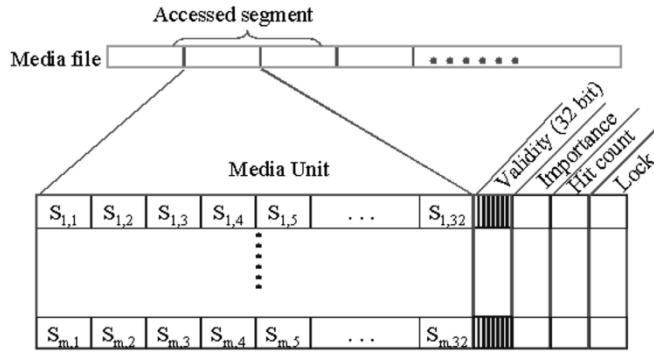 Accessed segment
Media file
Media Unit
Validity (32 bit)
Importance
Hit count
Lock
S1,1 S1,2 S1,3 S1,4 S1,5 . . . S1,32
Sm,1 Sm,2 Sm,3 Sm,4 Sm,5 . . . Sm,32